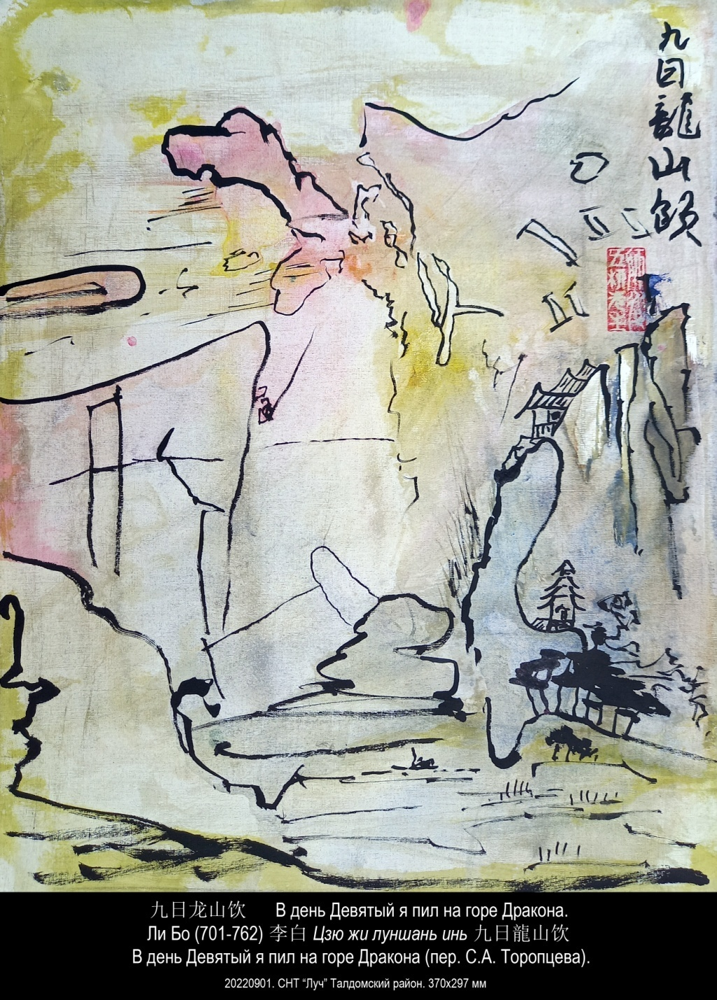 九日龍山飲
九日龙山饮 В день Девятый я пил на горе Дракона.
Ли Бо (701-762) 李白 Цзю жи луншань инь 九日龍山饮
В день Девятый я пил на горе Дракона (пер. С.А. Торопцева).
20220901. СНТ “Луч” Талдомский район. 370х297 мм